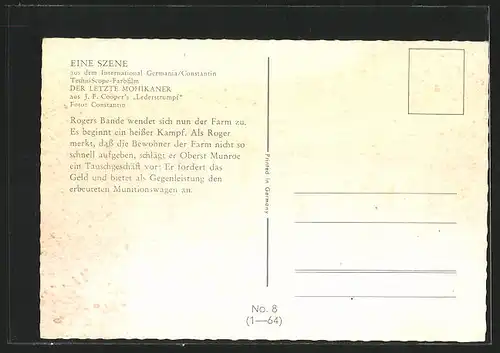 EINE SZENE
aus dem International Germania/Constantin
TechniScope-Farbfilm
DER LETZTE MOHIKANER
aus J. F. Cooper's „Lederstrumpf"
Foto: Constantin
Rogers Bande wendet sich nun der Farm zu.
Es beginnt ein heißer Kampf. Als Roger
merkt, daß die Bewohner der Farm nicht so
schnell aufgeben, schlägt er Oberst Munroe
ein Tauschgeschäft vor: Er fordert das
Geld und bietet als Gegenleistung den
erbeuteten Munitionswagen an.
Printed in Germany
No. 8
(1—64)